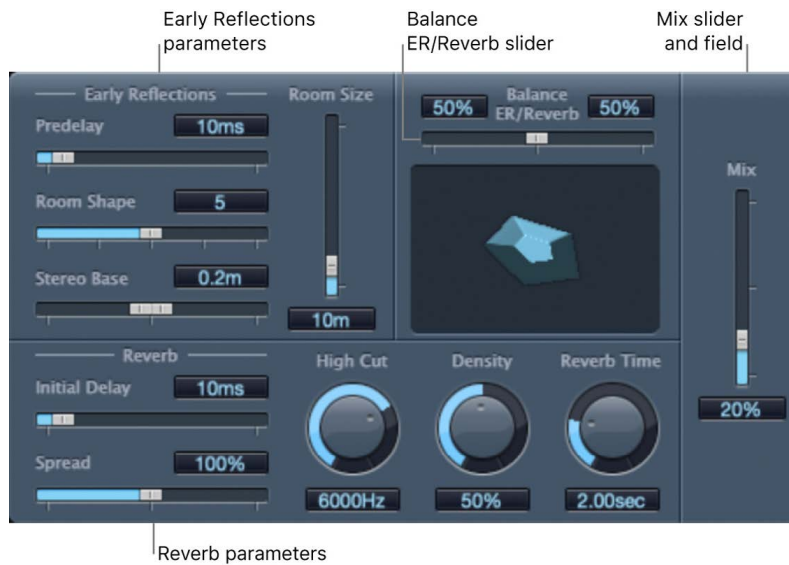 Early Reflections
parameters
Balance
ER/Reverb slider
Mix slider
and field
Early Reflections
Predelay
10ms
Room Shape
5
Stereo Base
0.2m
Room Size
10m
50%
Balance
ER/Reverb
50%
Mix
20%
Reverb
Initial Delay
10ms
Spread
100%
High Cut
6000Hz
Density
50%
Reverb Time
2.00sec
Reverb parameters